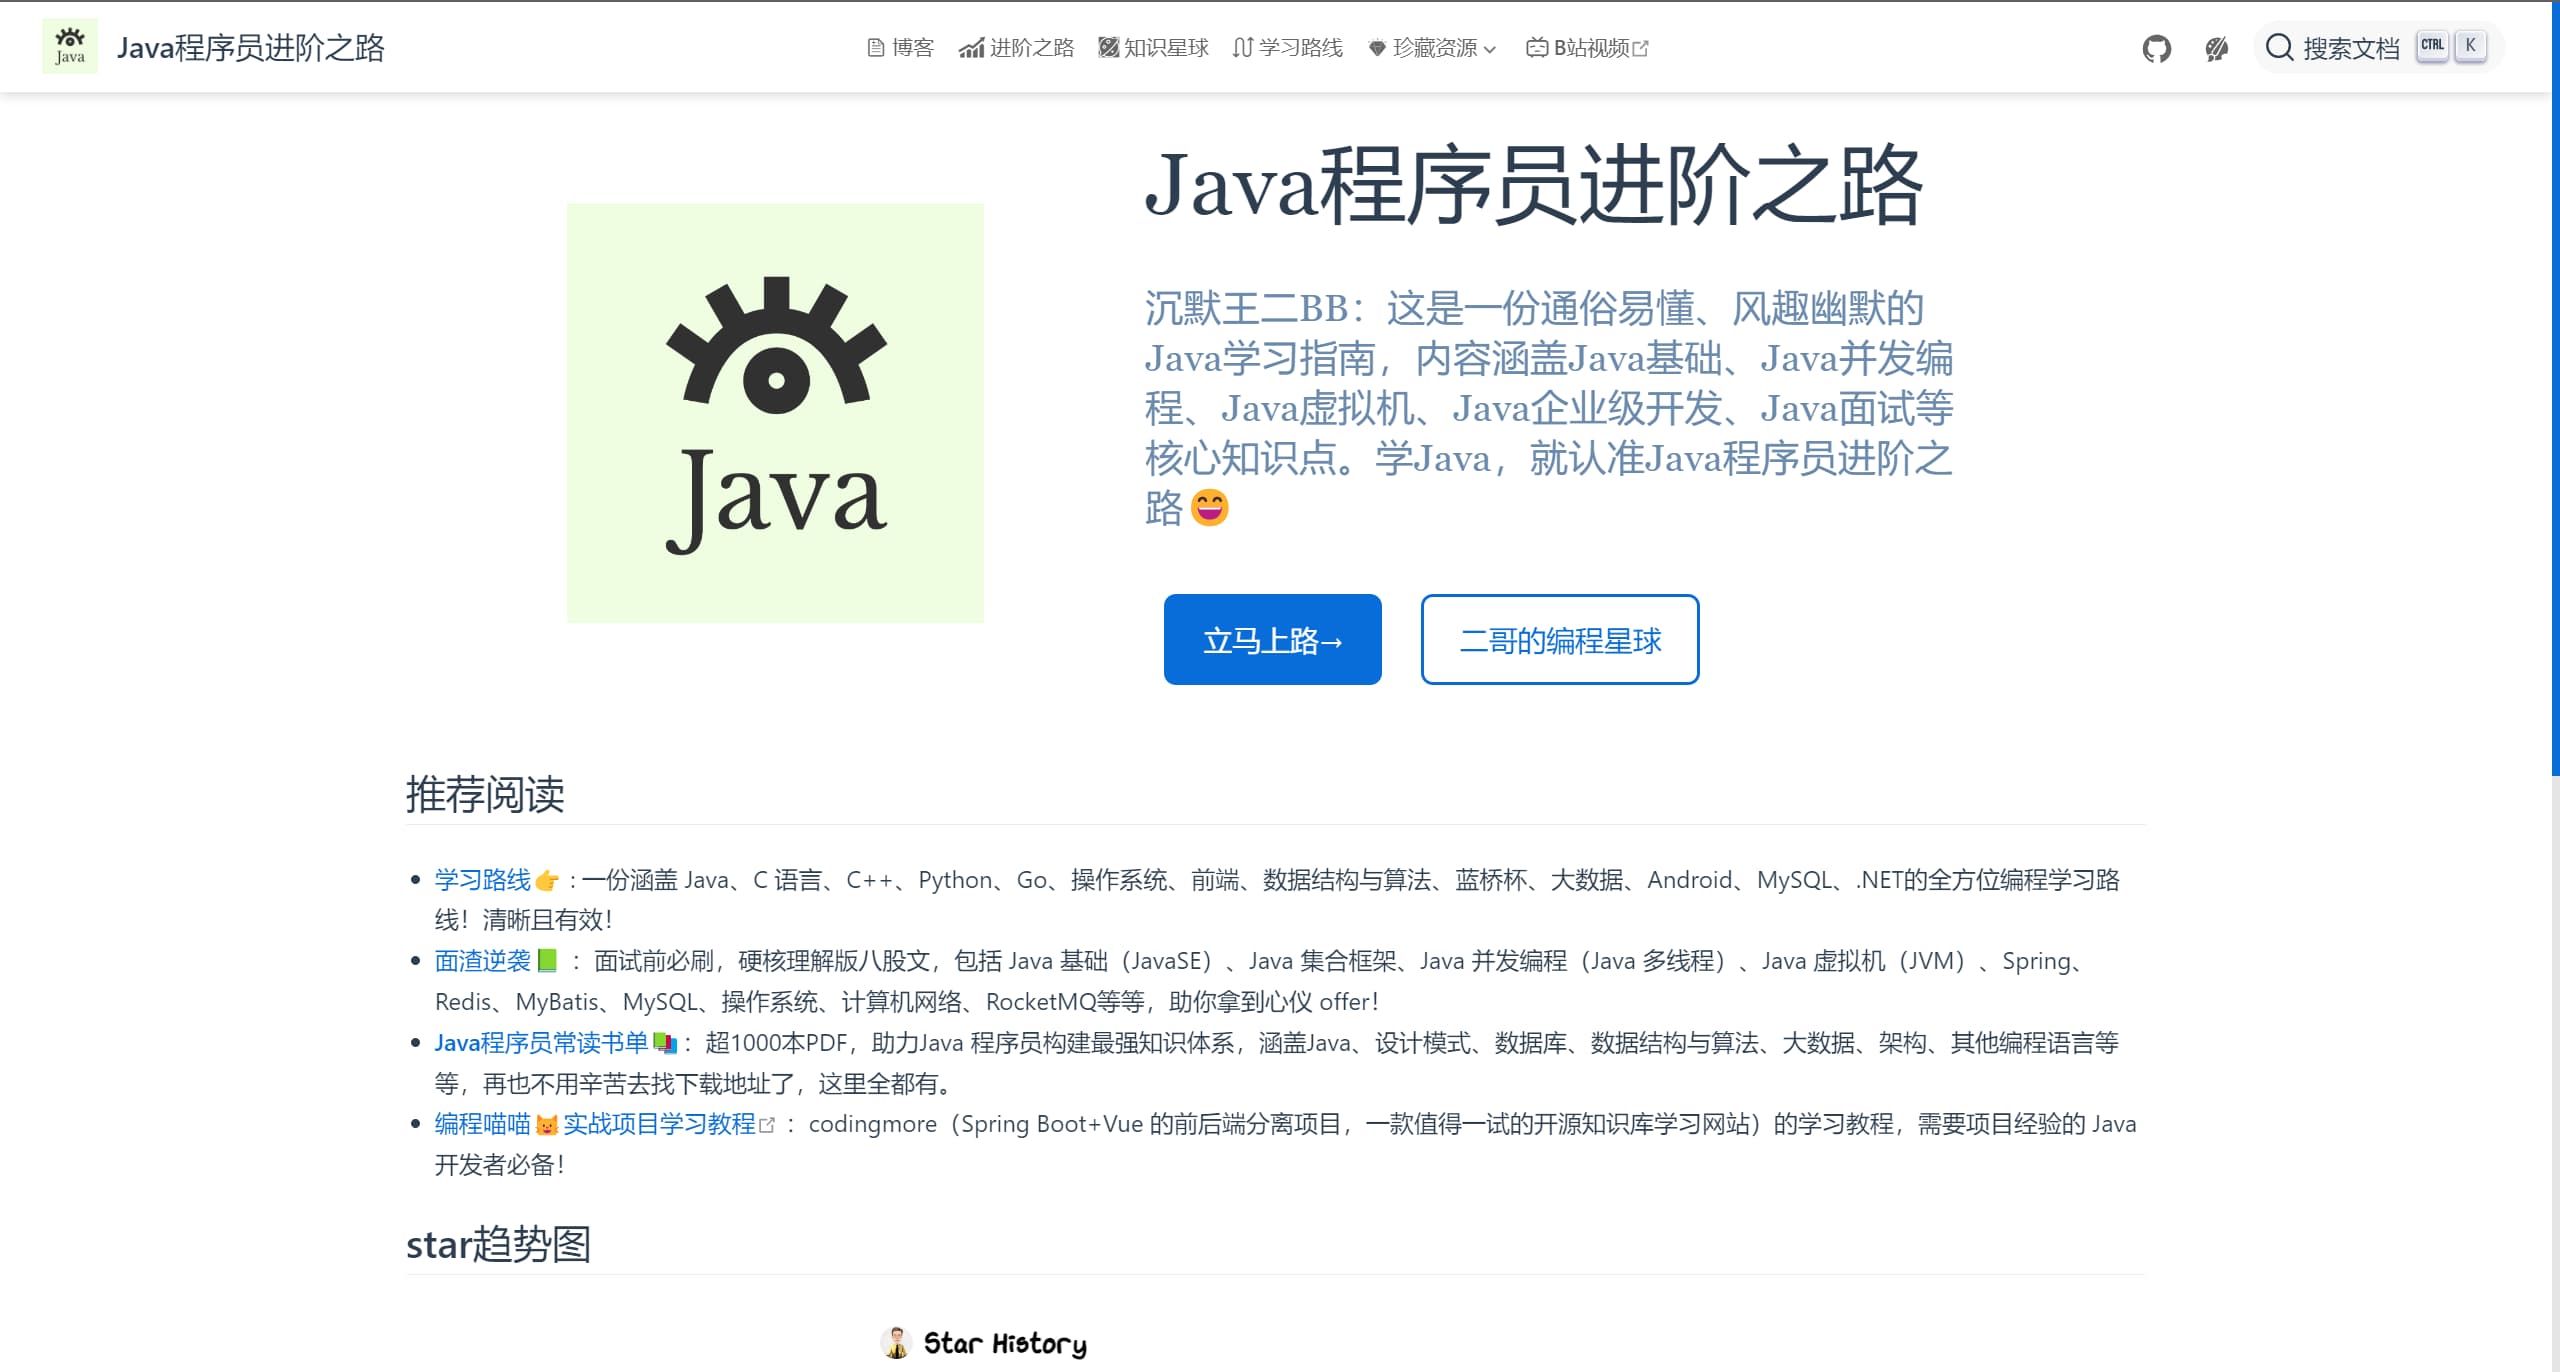 Java
Java程序员进阶之路
博客 进阶之路 知识星球 学习路线 珍藏资源 B站视频
搜索文档 CTRL K
Java程序员进阶之路
Java
沉默王二BB：这是一份通俗易懂、风趣幽默的
Java学习指南，内容涵盖Java基础、Java并发编
程、Java虚拟机、Java企业级开发、Java面试等
核心知识点。学Java，就认准Java程序员进阶之
路😄
立马上路→
二哥的编程星球
推荐阅读
学习路线👉 : 一份涵盖 Java、C 语言、C++、Python、Go、操作系统、前端、数据结构与算法、蓝桥杯、大数据、Android、MySQL、.NET的全方位编程学习路
线！清晰且有效！
面渣逆袭📗 ：面试前必刷，硬核理解版八股文，包括 Java 基础（JavaSE）、Java 集合框架、Java 并发编程（Java 多线程）、Java 虚拟机（JVM）、Spring、
Redis、MyBatis、MySQL、操作系统、计算机网络、RocketMQ等等，助你拿到心仪 offer！
Java程序员常读书单📚：超1000本PDF，助力Java 程序员构建最强知识体系，涵盖Java、设计模式、数据库、数据结构与算法、大数据、架构、其他编程语言等
等，再也不用辛苦去找下载地址了，这里全都有。
编程喵喵🐱实战项目学习教程 ：codingmore（Spring Boot+Vue 的前后端分离项目，一款值得一试的开源知识库学习网站）的学习教程，需要项目经验的 Java
开发者必备！
star趋势图
Star History